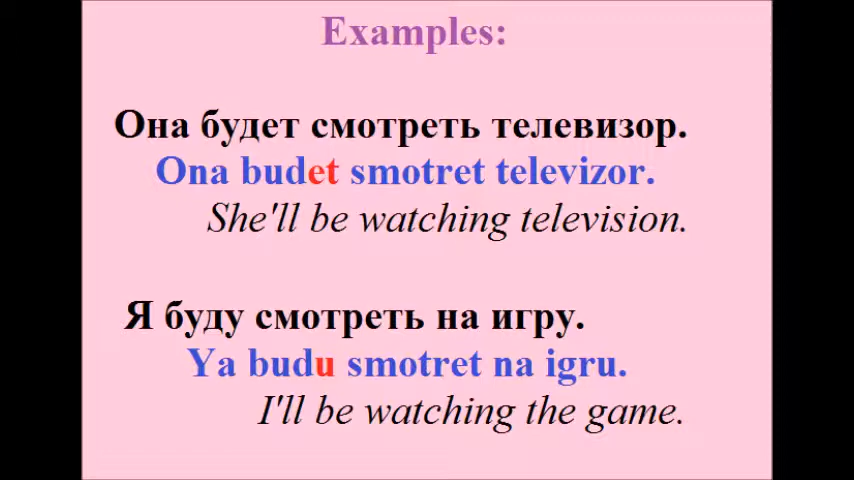 Examples:
Она будет смотреть телевизор.
Ona budet smotret televizor.
She'll be watching television.
Я буду смотреть на игру.
Ya budu smotret na igru.
I'll be watching the game.